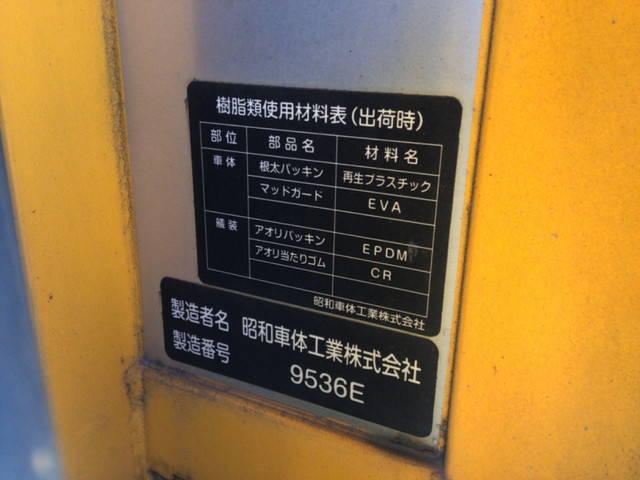 樹脂類使用材料表(出荷時)
部位 部品名 材料名
車体 根太パッキン 再生プラスチック
マッドガード EVA
艤装 アオリパッキン EPDM
アオリ当たりゴム CR
昭和車体工業株式会社
製造者名 昭和車体工業株式会社
製造番号 9536E